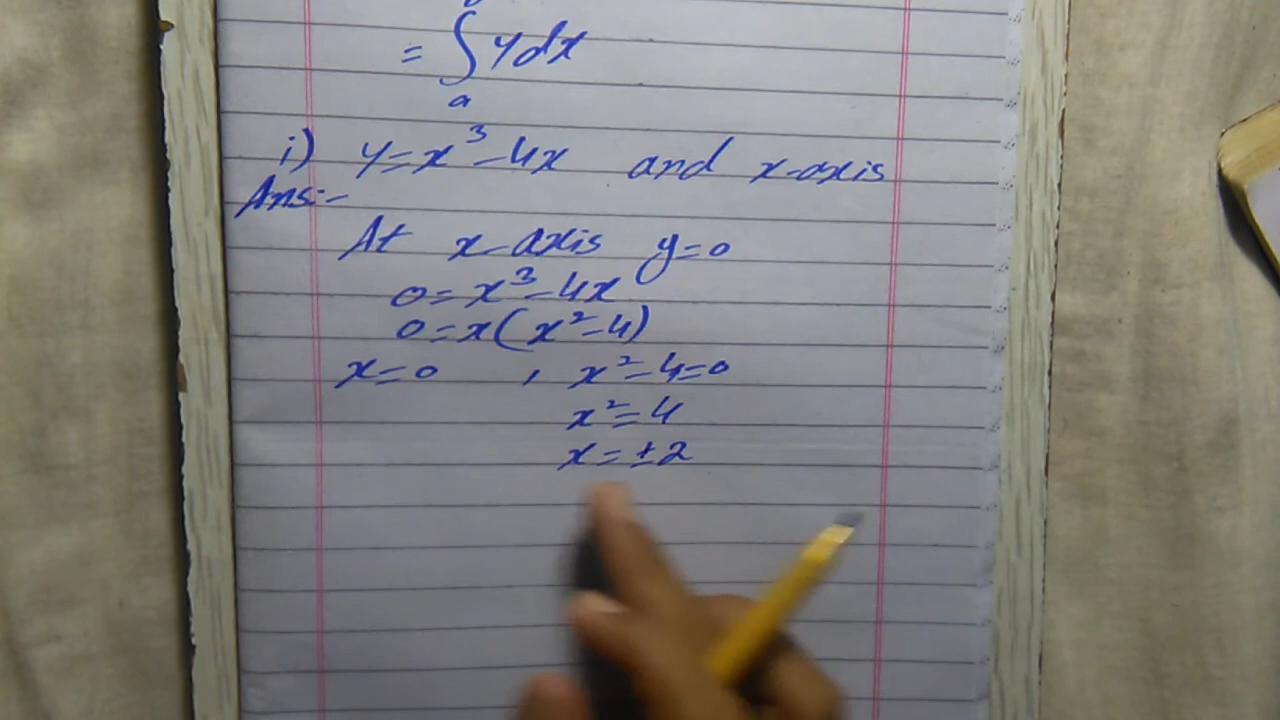 = ∫ y dx
a
i) y = x³ - 4x and x-axis
Ans:-
At x-axis y = 0
0 = x³ - 4x
0 = x(x² - 4)
x = 0 , x² - 4 = 0
x² = 4
x = ±2